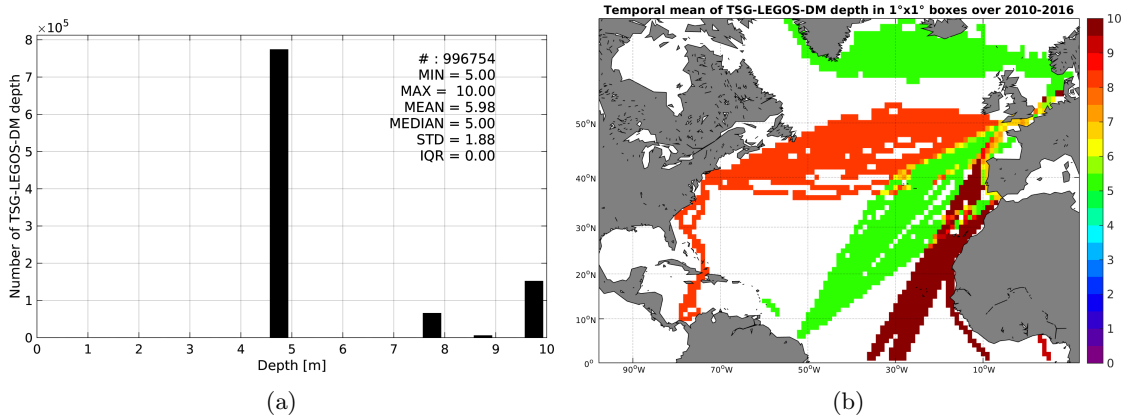 ×10⁵
8
7
6
5
4
3
2
1
0
Number of TSG-LEGOS-DM depth
# : 996754
MIN = 5.00
MAX = 10.00
MEAN = 5.98
MEDIAN = 5.00
STD = 1.88
IQR = 0.00
0 1 2 3 4 5 6 7 8 9 10
Depth [m]
(a)
Temporal mean of TSG-LEGOS-DM depth in 1°x1° boxes over 2010-2016
50°N
40°N
30°N
20°N
10°N
0°
90°W 70°W 50°W 30°W 10°W
10
9
8
7
6
5
4
3
2
1
0
(b)